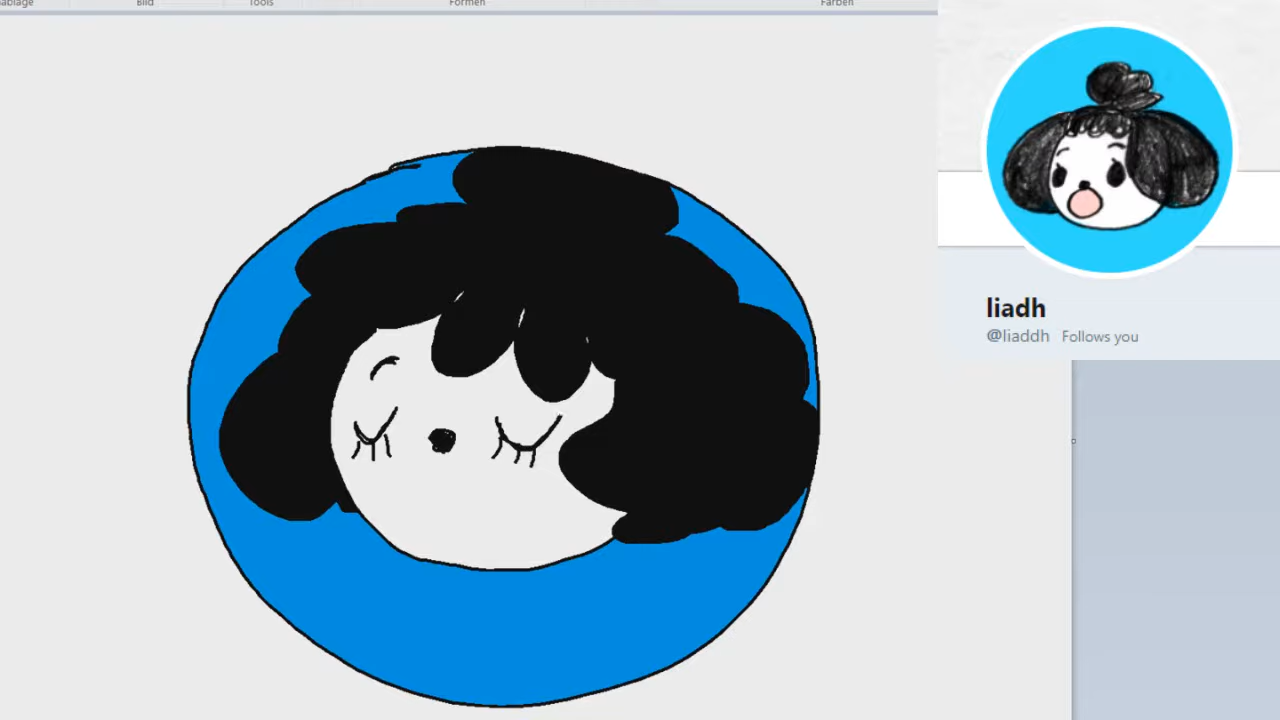 Bild
Tools
Formen
Farben
liadh
@liaddh Follows you